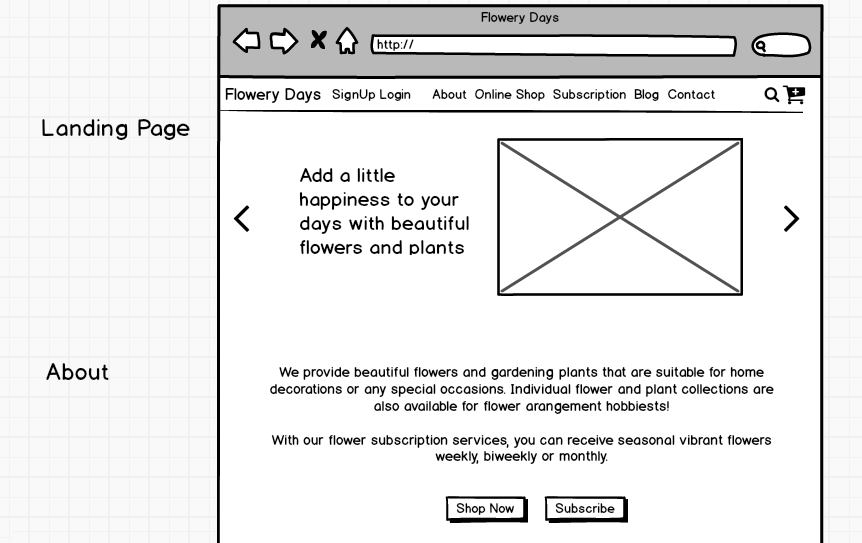 Flowery Days
http://
Flowery Days SignUp Login About Online Shop Subscription Blog Contact
Landing Page
Add a little
happiness to your
days with beautiful
flowers and plants
About
We provide beautiful flowers and gardening plants that are suitable for home
decorations or any special occasions. Individual flower and plant collections are
also available for flower arangement hobbiests!
With our flower subscription services, you can receive seasonal vibrant flowers
weekly, biweekly or monthly.
Shop Now Subscribe